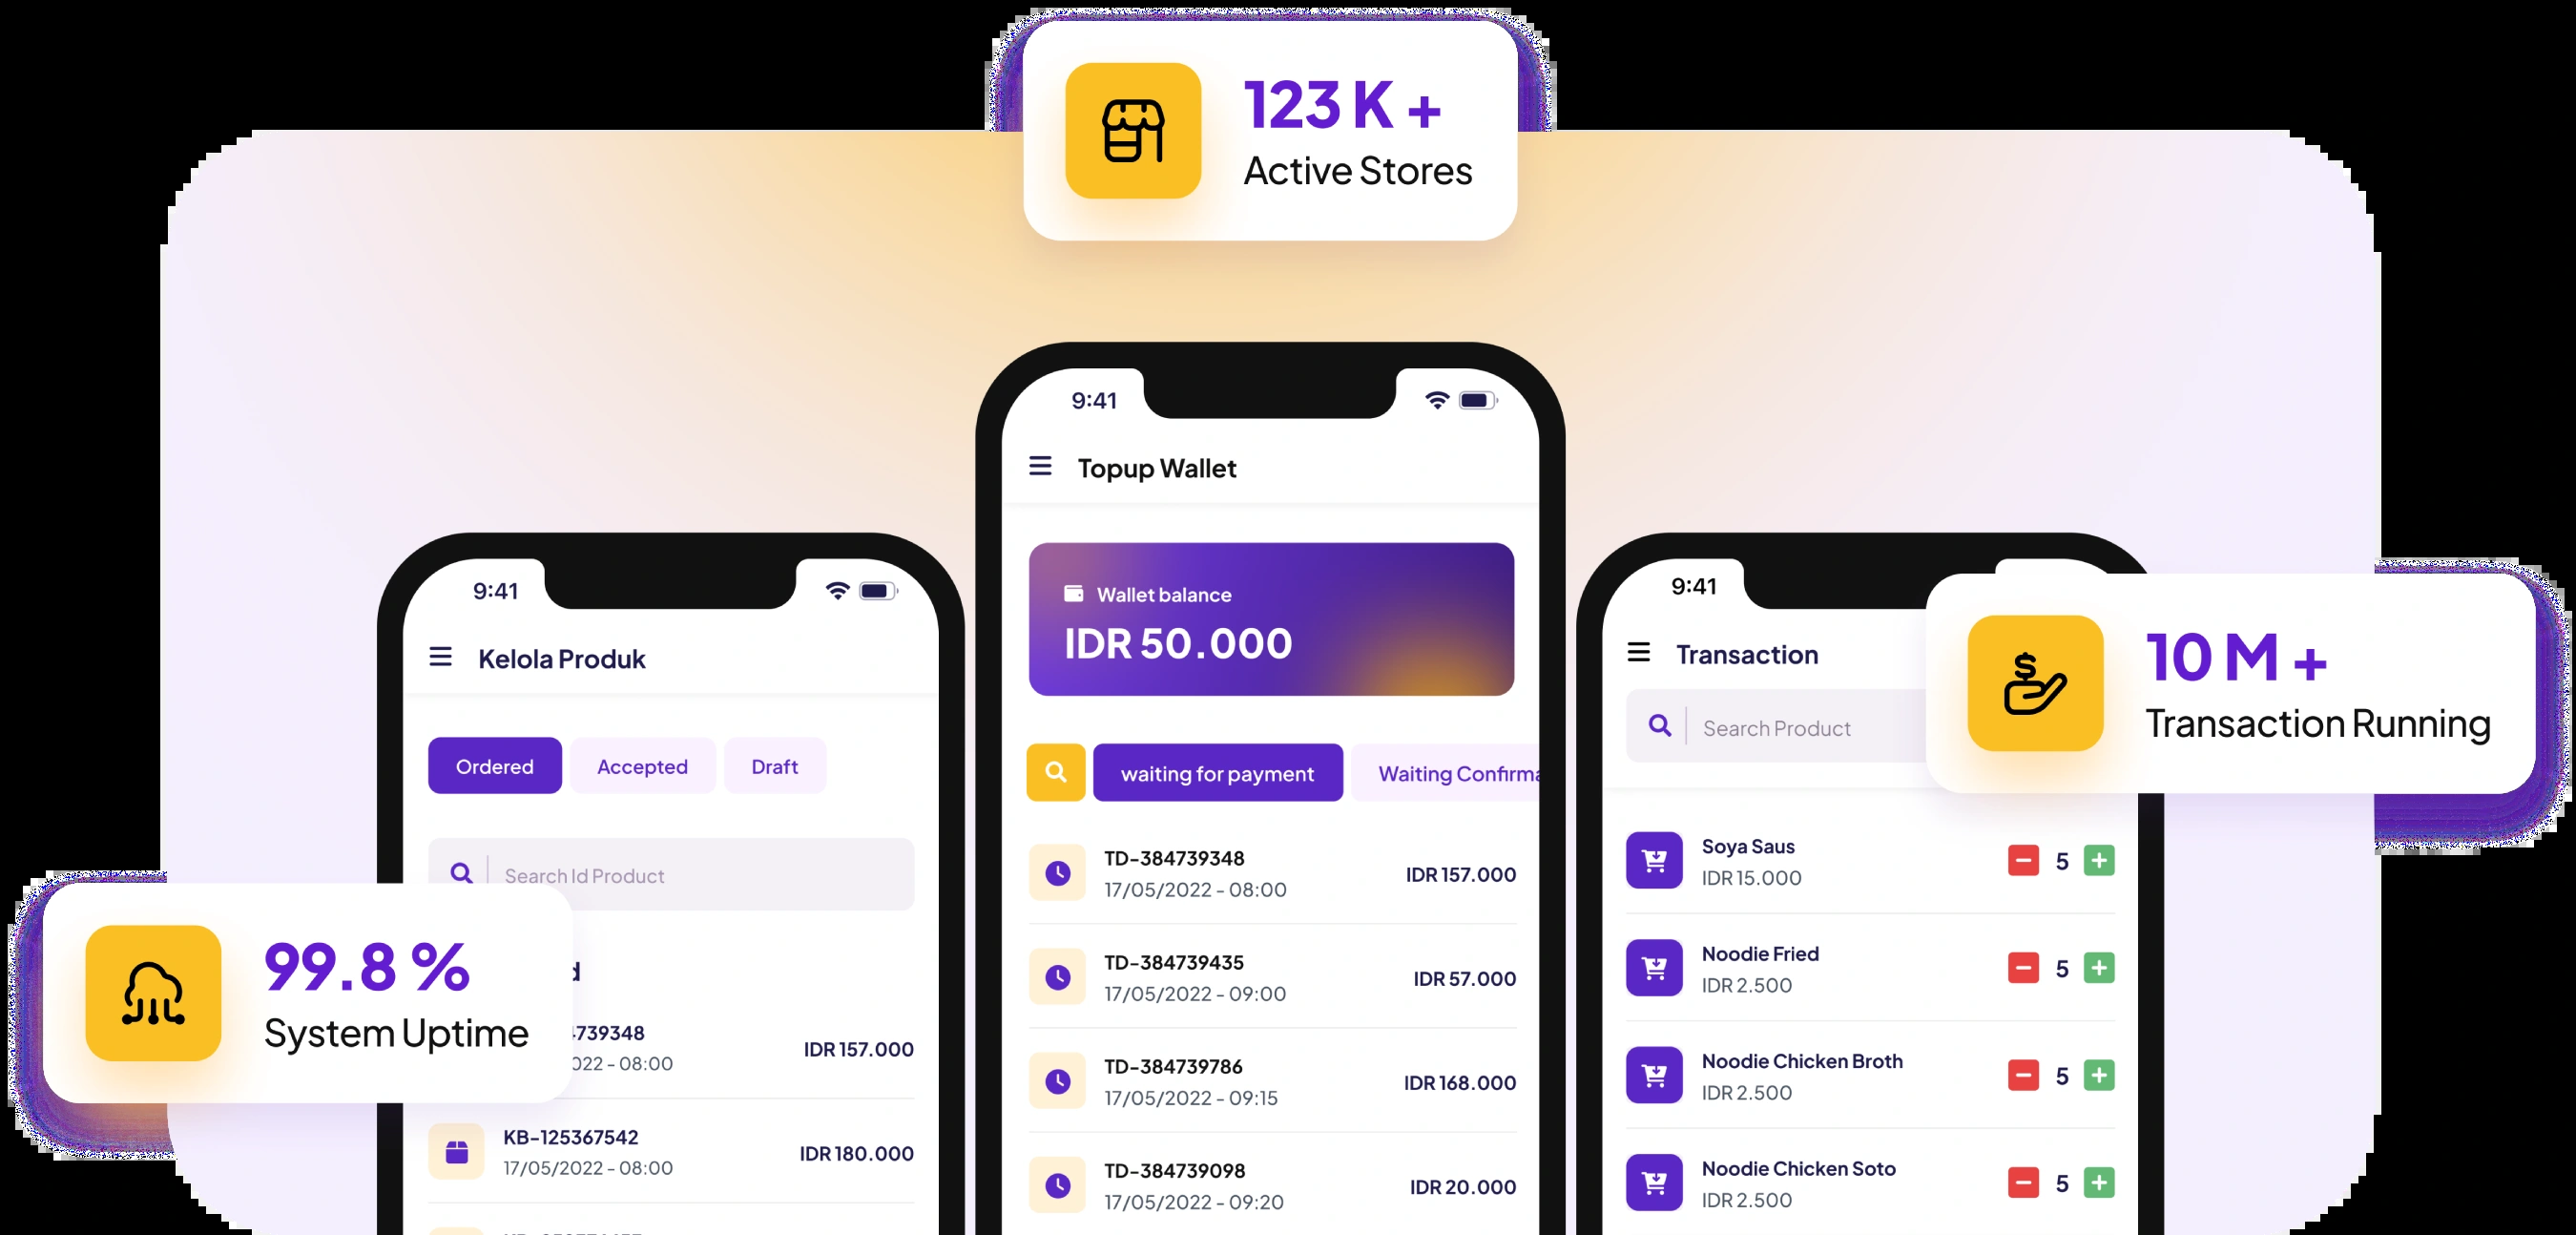 123 K +
Active Stores
9:41
Topup Wallet
Wallet balance
IDR 50.000
waiting for payment
Waiting Confirma
TD-384739348
17/05/2022 - 08:00
IDR 157.000
TD-384739435
17/05/2022 - 09:00
IDR 57.000
TD-384739786
17/05/2022 - 09:15
IDR 168.000
TD-384739098
17/05/2022 - 09:20
IDR 20.000
9:41
Kelola Produk
Ordered
Accepted
Draft
Search Id Product
99.8 %
System Uptime
d
4739348
022 - 08:00
IDR 157.000
KB-125367542
17/05/2022 - 08:00
IDR 180.000
9:41
Transaction
Search Product
10 M +
Transaction Running
Soya Saus
IDR 15.000
5
Noodie Fried
IDR 2.500
5
Noodie Chicken Broth
IDR 2.500
5
Noodie Chicken Soto
IDR 2.500
5